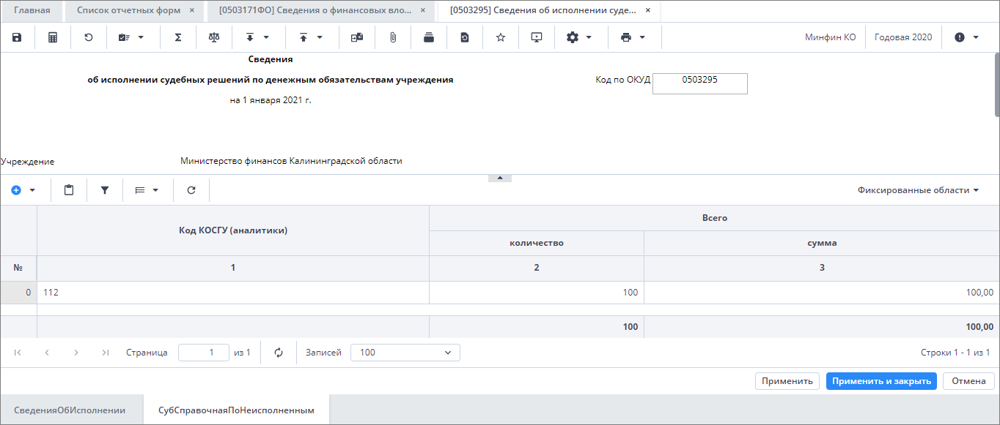 Главная
Список отчетных форм ×
[0503171ФО] Сведения о финансовых вло... ×
[0503295] Сведения об исполнении суде... ×
Минфин КО
Годовая 2020
Сведения
об исполнении судебных решений по денежным обязательствам учреждения
Код по ОКУД 0503295
на 1 января 2021 г.
Учреждение Министерство финансов Калининградской области
Фиксированные области
Код КОСГУ (аналитики) Всего
количество сумма
№ 1 2 3
0 112 100 100,00
100 100,00
Страница 1 из 1 Записей 100 Строки 1 - 1 из 1
Применить Применить и закрыть Отмена
СведенияОбИсполнении СубСправочнаяПоНеисполненным